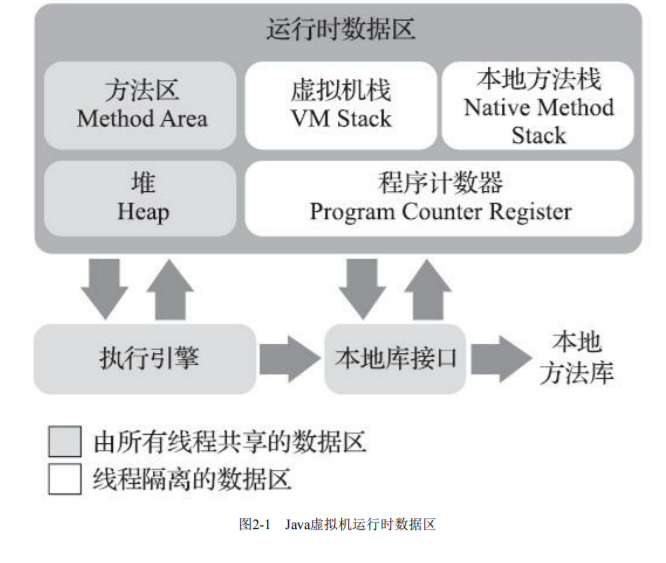 运行时数据区
方法区
Method Area
虚拟机栈
VM Stack
本地方法栈
Native Method
Stack
堆
Heap
程序计数器
Program Counter Register
执行引擎
本地库接口
本地
方法库
由所有线程共享的数据区
线程隔离的数据区
图2-1 Java虚拟机运行时数据区